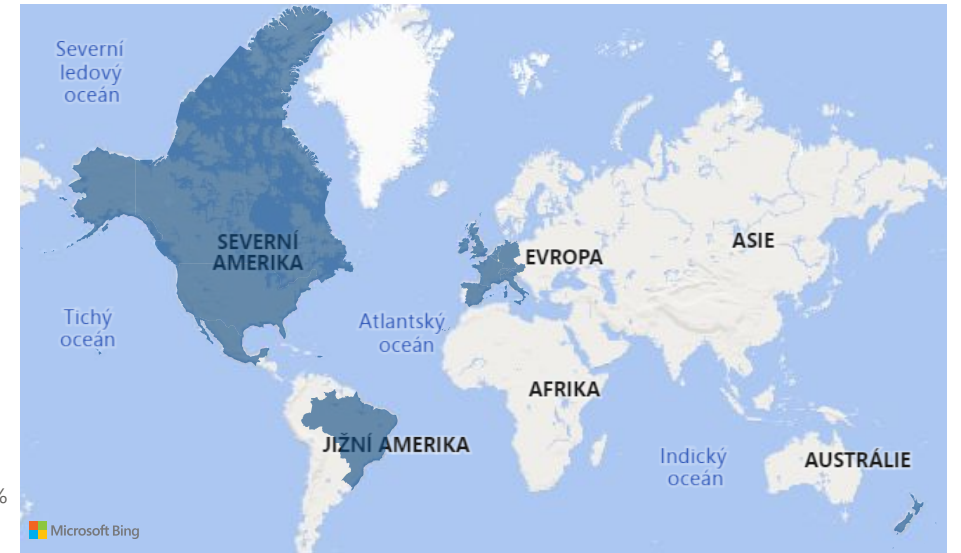 Severní
ledový
oceán
SEVERNÍ
AMERIKA
EVROPA
ASIE
Tichý
oceán
Atlantský
oceán
AFRIKA
JIŽNÍ AMERIKA
Indický
oceán
AUSTRÁLIE
%
Microsoft Bing